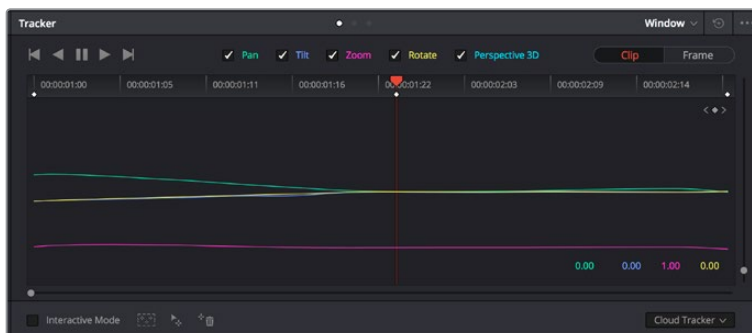 Tracker Window
Pan Tilt Zoom Rotate Perspective 3D Clip Frame
00:00:01:00 00:00:01:05 00:00:01:11 00:00:01:16 00:00:01:22 00:00:02:03 00:00:02:09 00:00:02:14
0.00 0.00 1.00 0.00
Interactive Mode Cloud Tracker